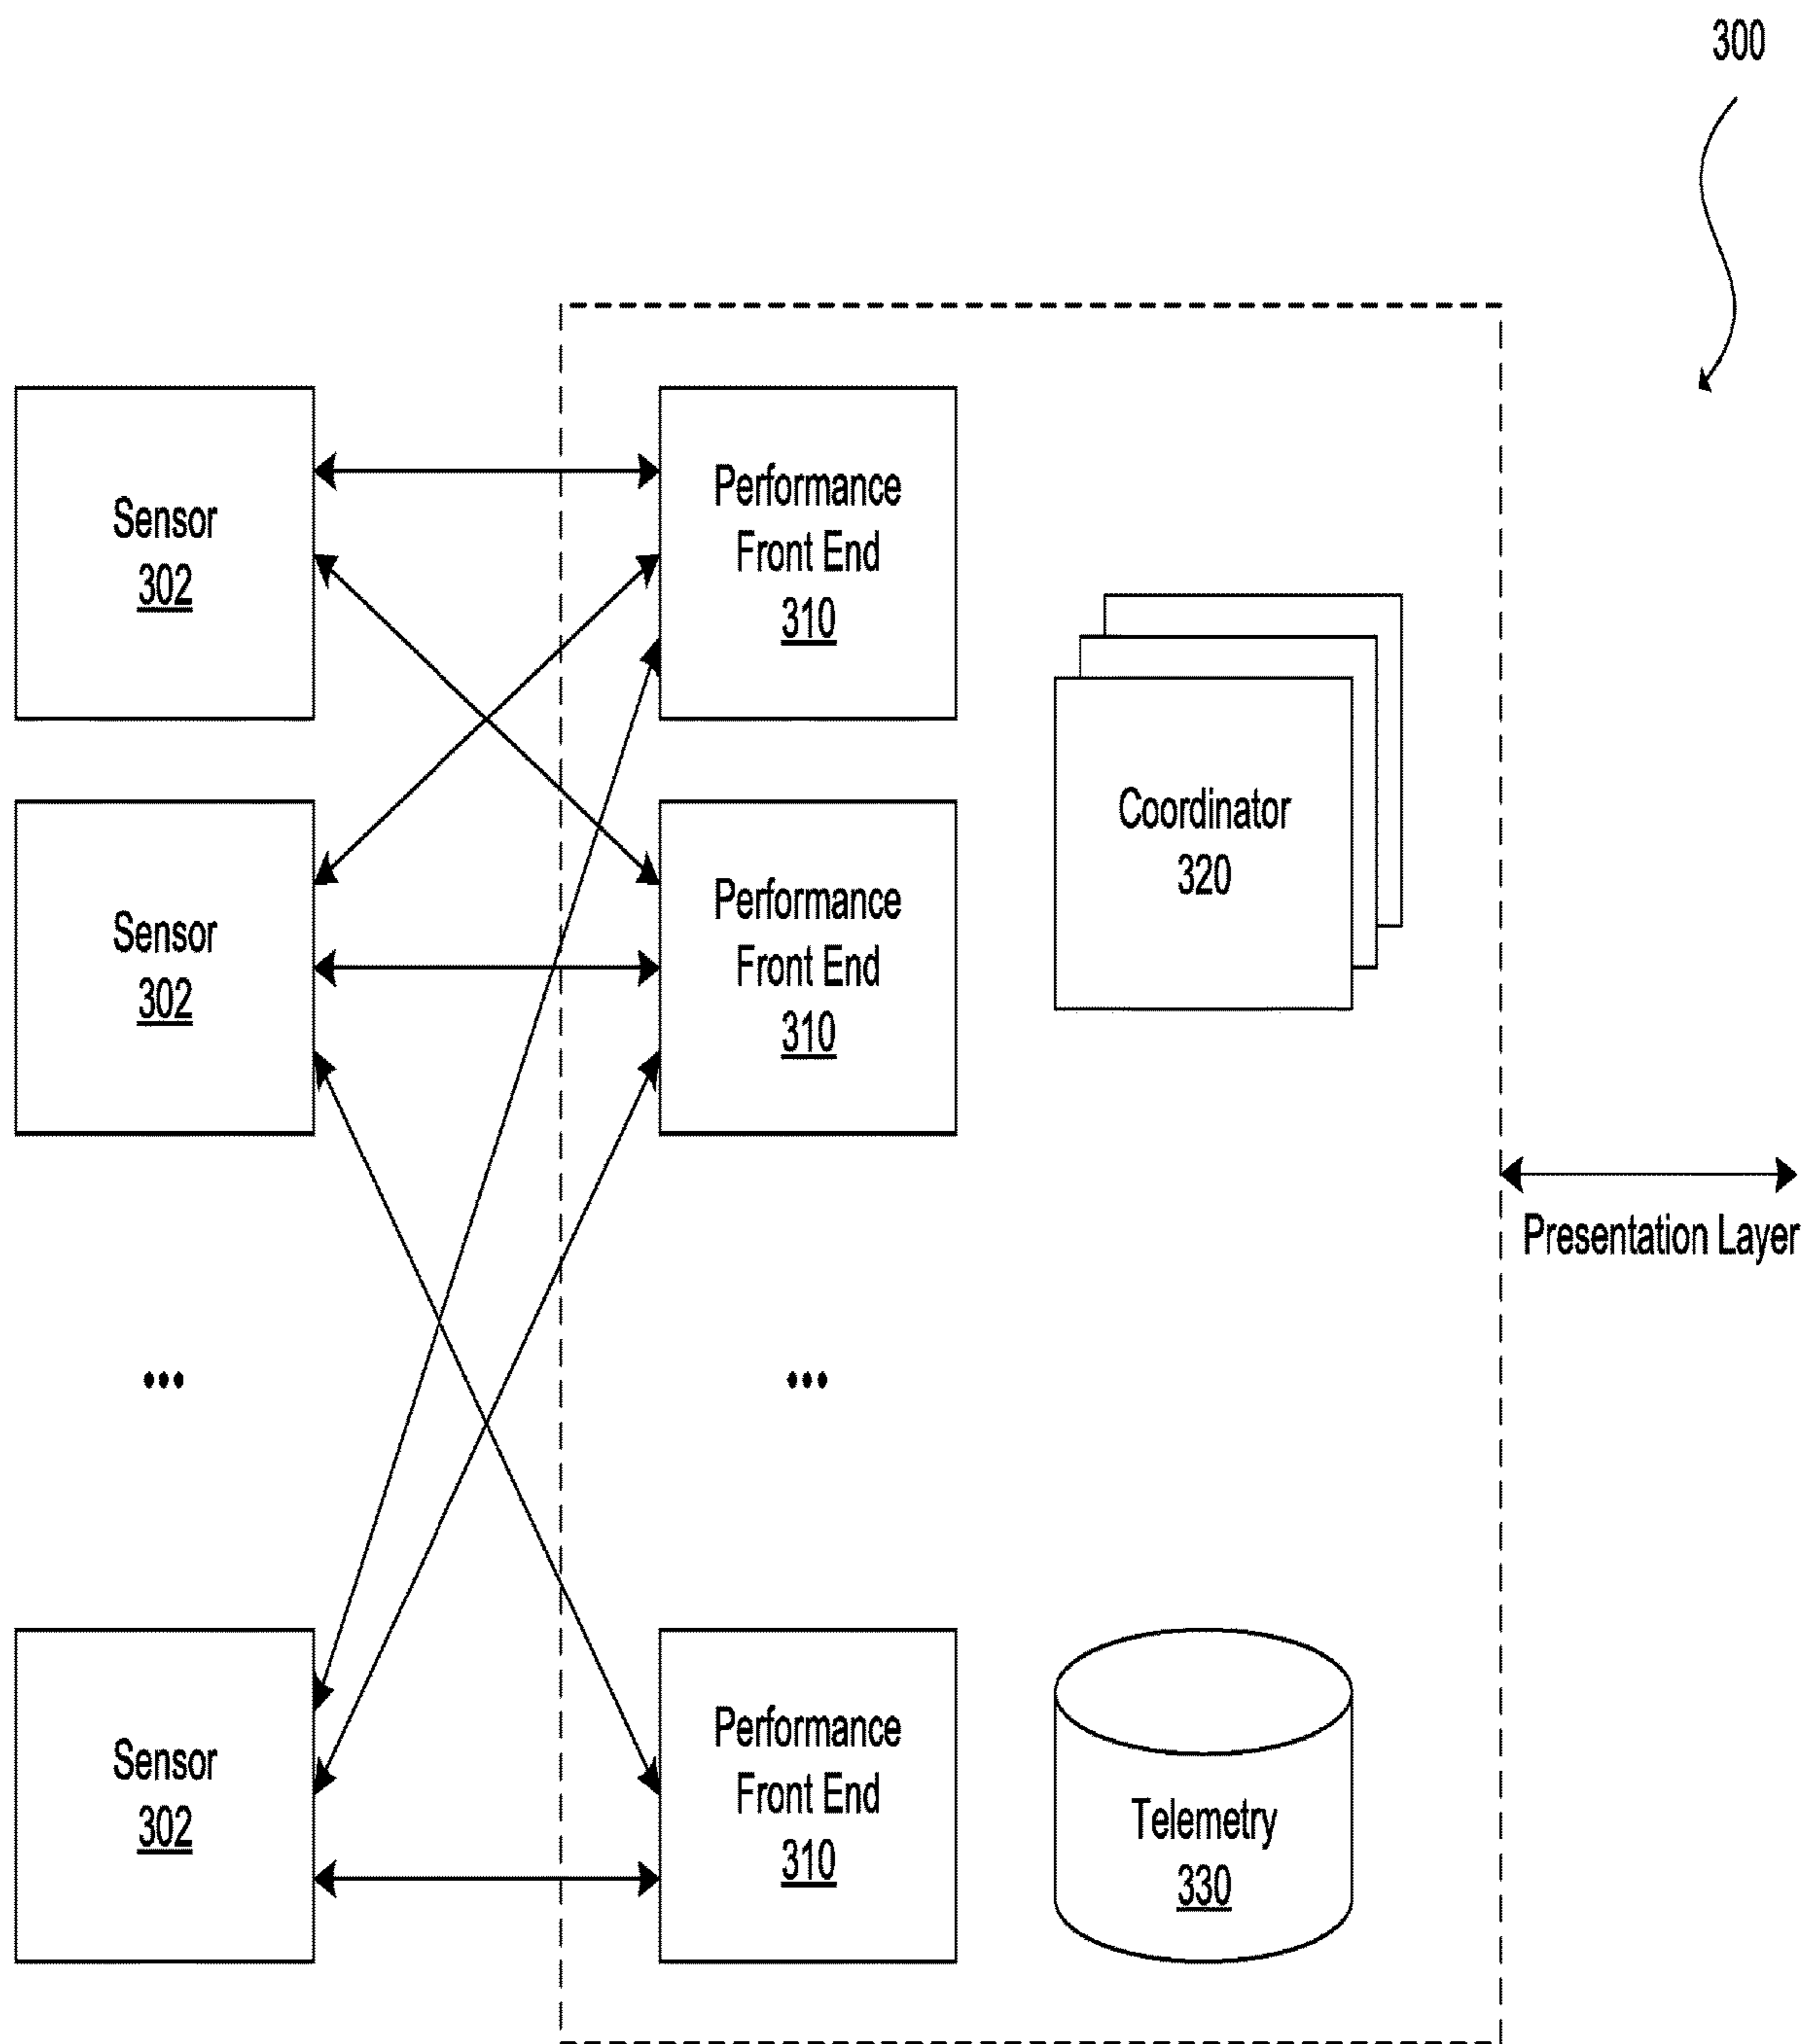 300
Sensor
302
Performance
Front End
310
Coordinator
320
Sensor
302
Performance
Front End
310
Presentation Layer
...
...
Sensor
302
Performance
Front End
310
Telemetry
330